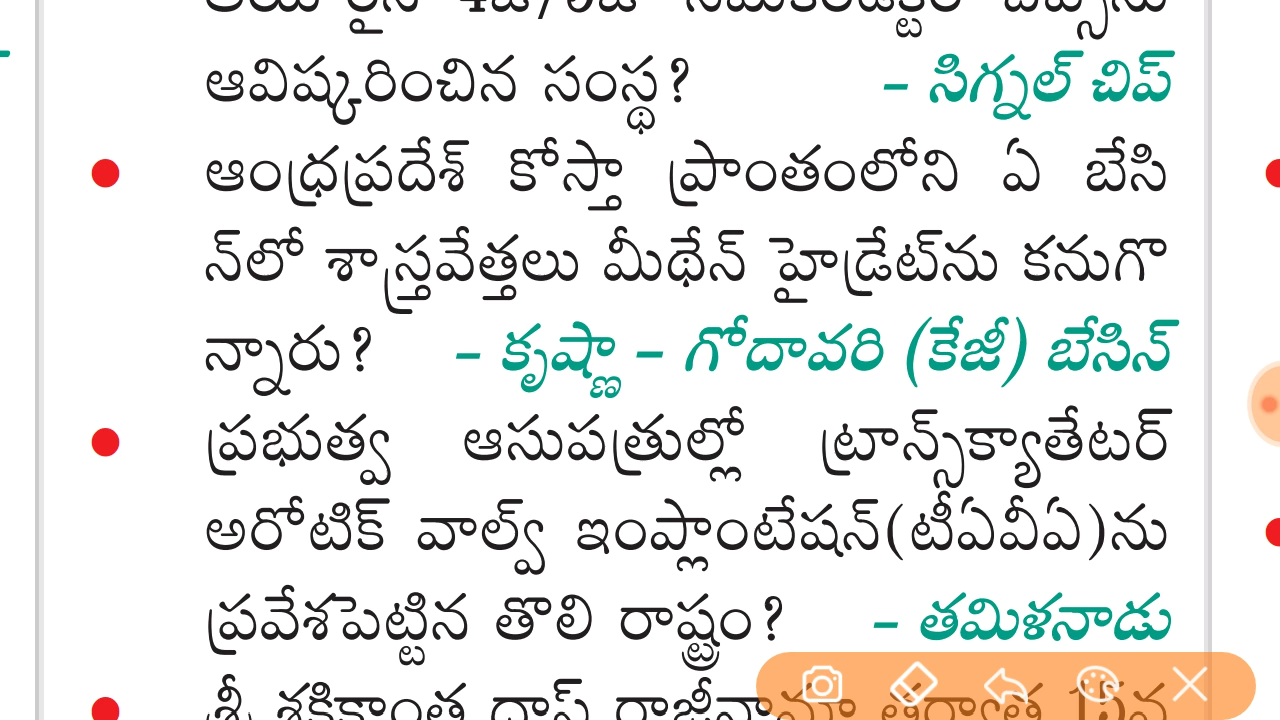 ఆవిష్కరించిన సంస్థ? – సిగ్నల్ చిప్
ఆంధ్రప్రదేశ్ కోస్తా ప్రాంతంలోని ఏ బేసి
న్‌లో శాస్త్రవేత్తలు మీథేన్ హైడ్రేట్‌ను కనుగొ
న్నారు? – కృష్ణా – గోదావరి (కేజీ) బేసిన్
ప్రభుత్వ ఆసుపత్రుల్లో ట్రాన్స్‌క్యాతేటర్
అరోటిక్ వాల్వ్ ఇంప్లాంటేషన్(టీఏవీఏ)ను
ప్రవేశపెట్టిన తొలి రాష్ట్రం? – తమిళనాడు